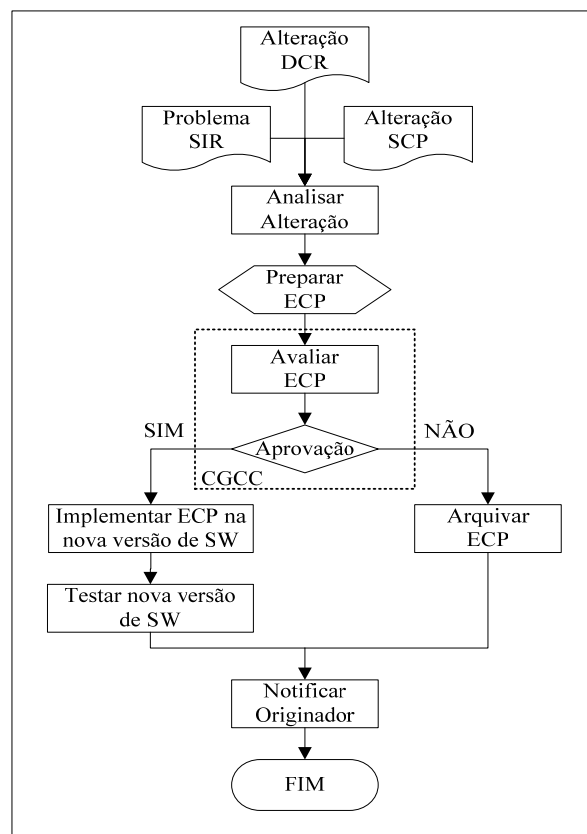 Alteração
DCR
Problema
SIR
Alteração
SCP
Analisar
Alteração
Preparar
ECP
Avaliar
ECP
SIM
Aprovação
NÃO
CGCC
Implementar ECP na
nova versão de SW
Arquivar
ECP
Testar nova versão
de SW
Notificar
Originador
FIM